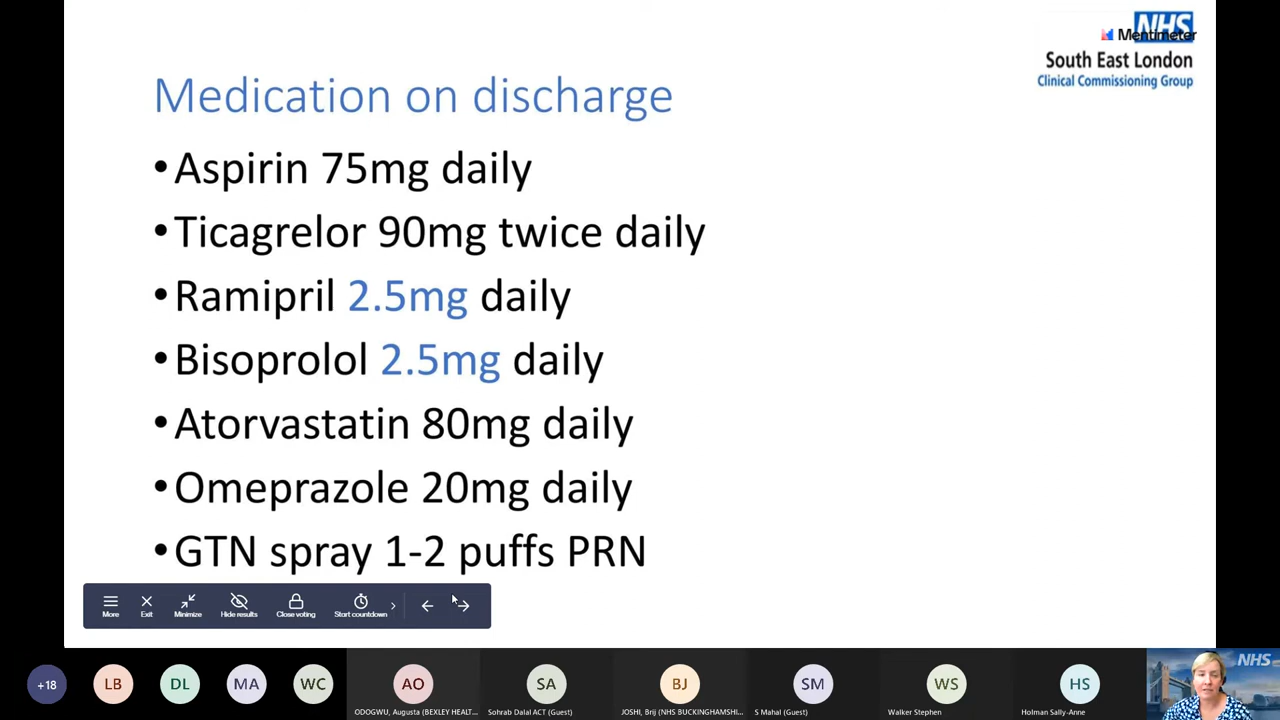 NHS
Mentimeter
South East London
Clinical Commissioning Group
Medication on discharge
•Aspirin 75mg daily
•Ticagrelor 90mg twice daily
•Ramipril 2.5mg daily
•Bisoprolol 2.5mg daily
•Atorvastatin 80mg daily
•Omeprazole 20mg daily
•GTN spray 1-2 puffs PRN
More Exit Minimize Hide results Close voting Start countdown
+18 LB DL MA WC AO SA BJ SM WS HS NHS
ODOGWU, Augusta (BEXLEY HEALT... Sohrab Dalal ACT (Guest) JOSHI, Brij (NHS BUCKINGHAMSHI... S Mahal (Guest) Walker Stephen Holman Sally-Anne